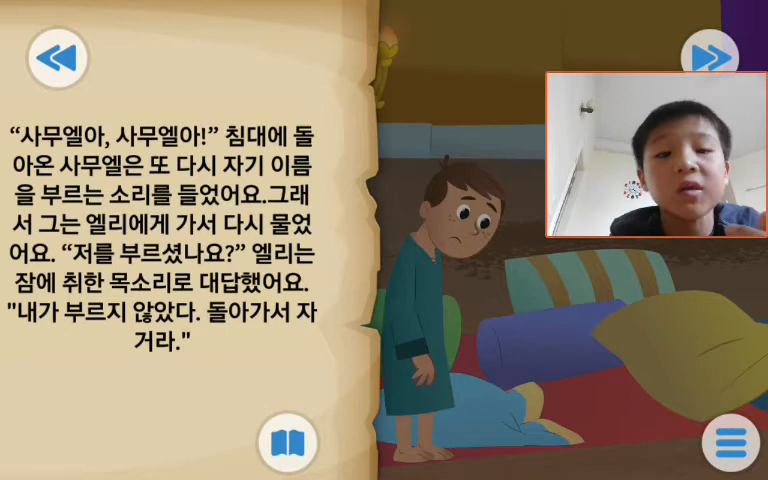 “사무엘아, 사무엘아!” 침대에 돌
아온 사무엘은 또 다시 자기 이름
을 부르는 소리를 들었어요.그래
서 그는 엘리에게 가서 다시 물었
어요. “저를 부르셨나요?” 엘리는
잠에 취한 목소리로 대답했어요.
"내가 부르지 않았다. 돌아가서 자
거라."